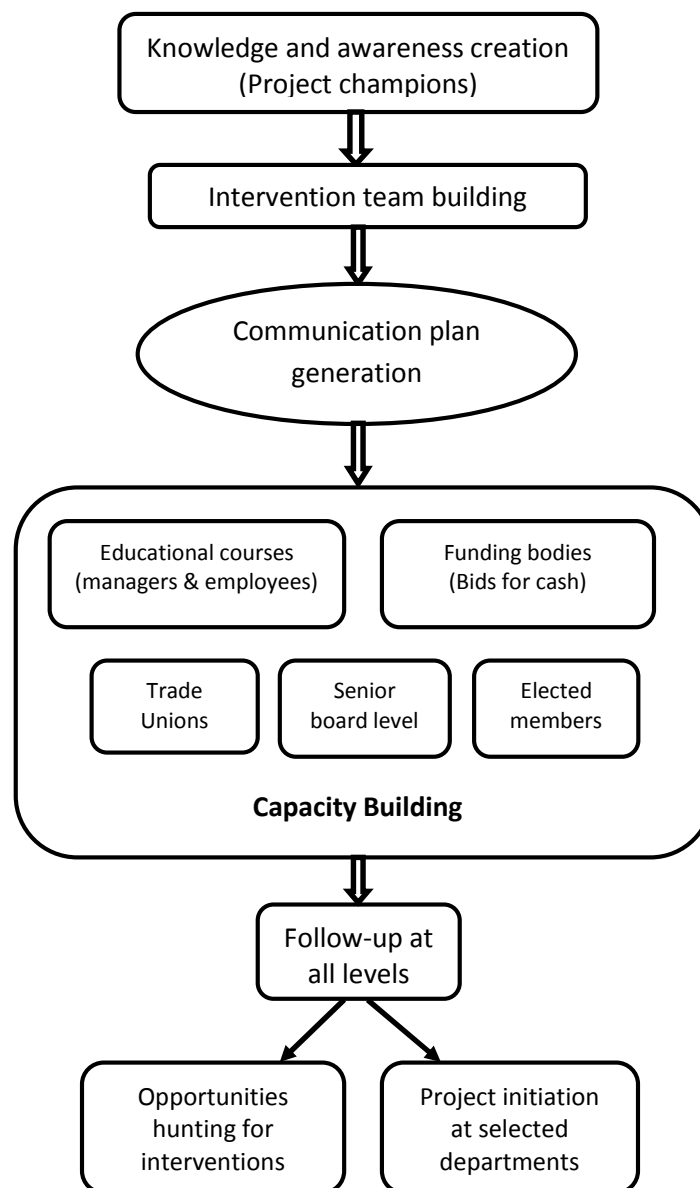 Knowledge and awareness creation
(Project champions)
Intervention team building
Communication plan
generation
Educational courses
(managers & employees)
Funding bodies
(Bids for cash)
Trade
Unions
Senior
board level
Elected
members
Capacity Building
Follow-up at
all levels
Opportunities
hunting for
interventions
Project initiation
at selected
departments